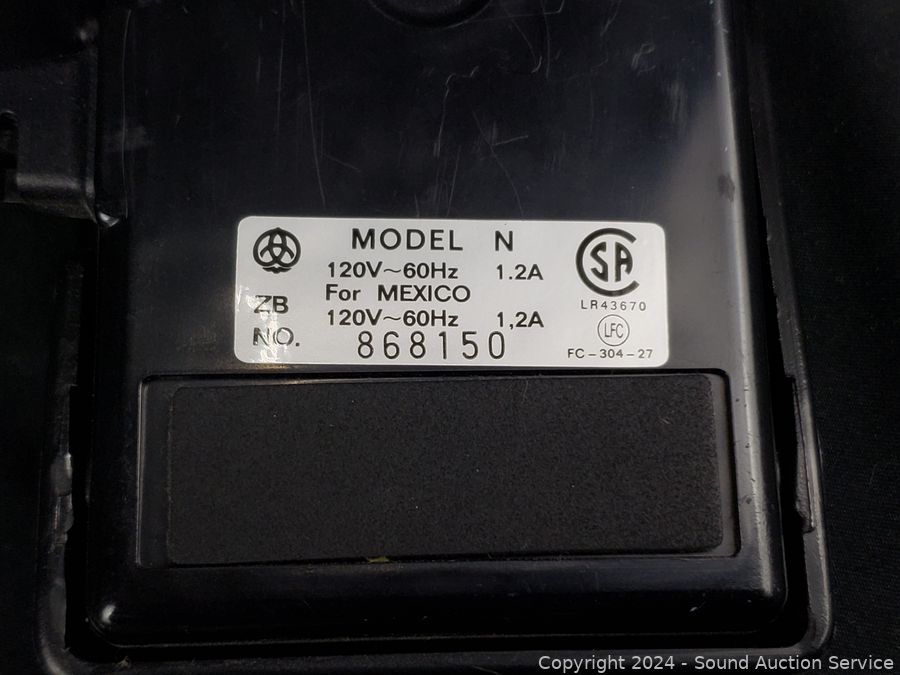 MODEL N
120V~60Hz 1.2A
ZB For MEXICO
120V~60Hz 1,2A
NO. 868150
SA
LR43670
LFC
FC-304-27
Copyright 2024 - Sound Auction Service